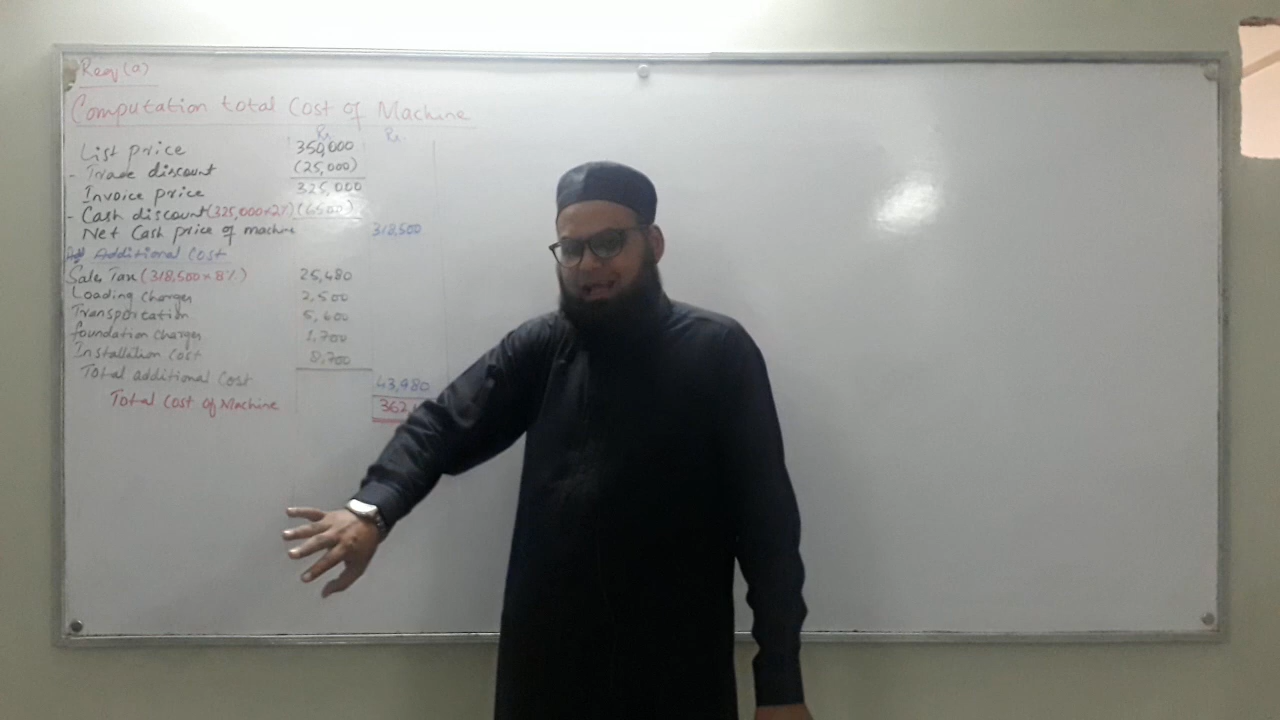 Req (a)
Computation total Cost of Machine
Rs. Rs.
List price 350,000
- Trade discount (25,000)
Invoice price 325,000
- Cash discount (325,000×2%) (6500)
Net Cash price of machine 318,500
Additional Cost
Sales Tax (318,500×8%) 25,480
Loading Charges 2,500
Transportation 5,600
foundation charges 1,700
Installation Cost 8,700
Total additional Cost 43,980
Total Cost of Machine 362,